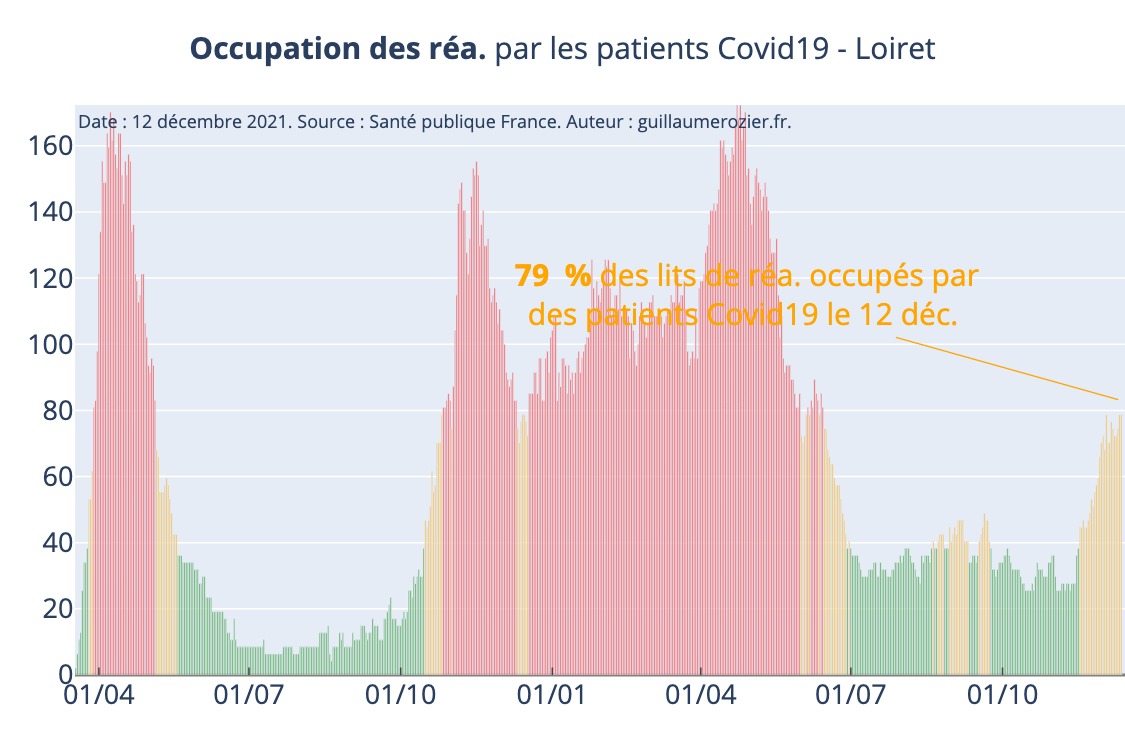 Occupation des réa. par les patients Covid19 - Loiret
Date : 12 décembre 2021. Source : Santé publique France. Auteur : guillaumerozier.fr.
160
140
79 % des lits de réa. occupés par
120
des patients Covid19 le 12 déc.
100
80
60
40
20
0
01/04 01/07 01/10 01/01 01/04 01/07 01/10